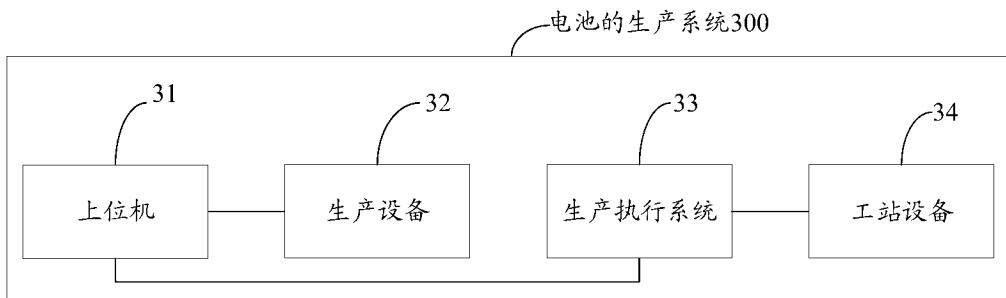 电池的生产系统300
31
32
33
34
上位机
生产设备
生产执行系统
工站设备